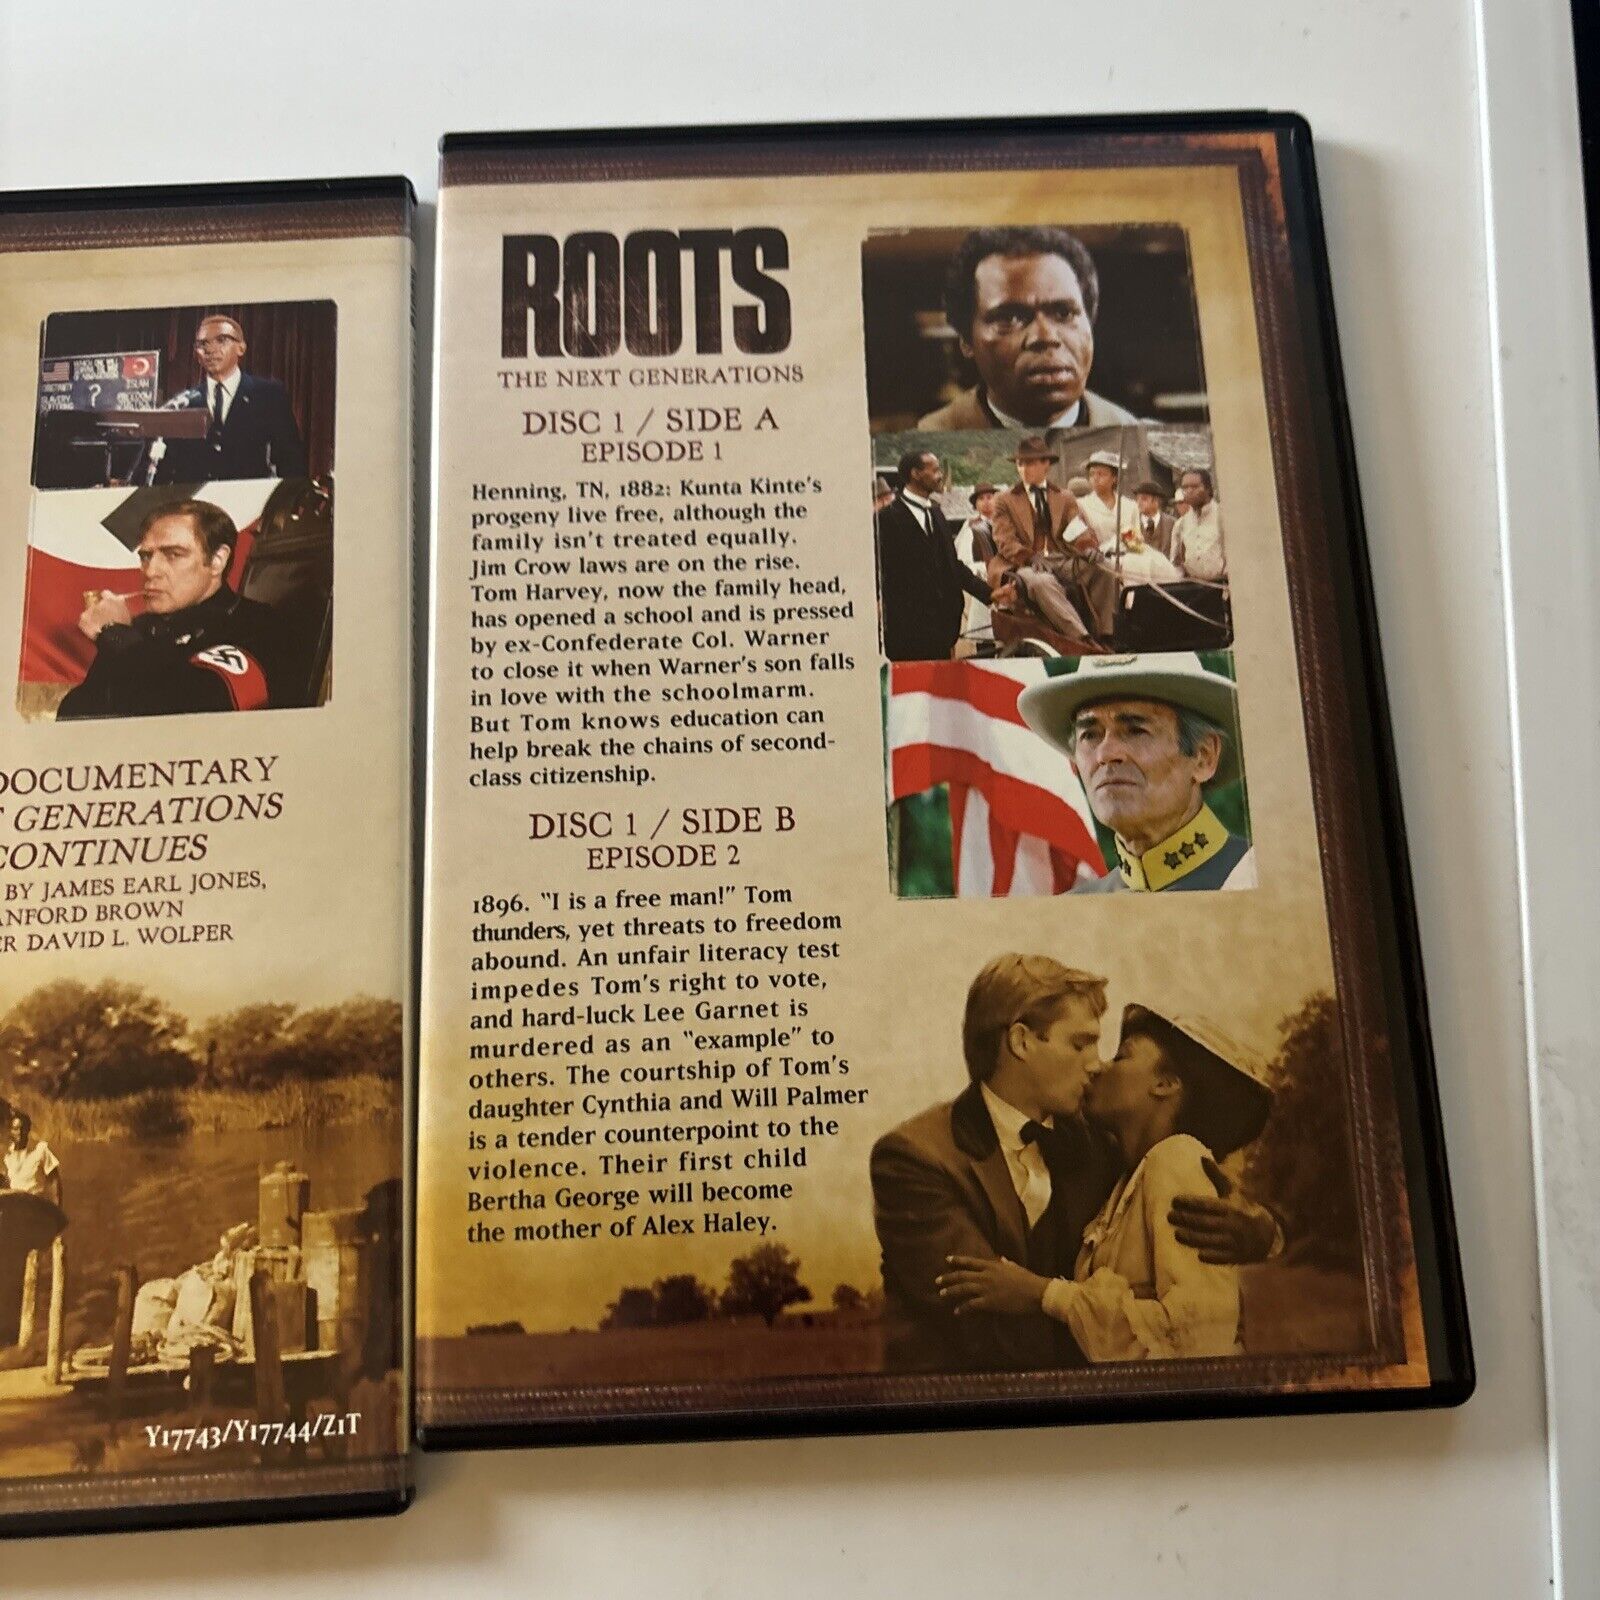 DOCUMENTARY
GENERATIONS
CONTINUES
BY JAMES EARL JONES,
BROWN
DAVID L. WOLPER
Y17743/Y17744/Z1T
ROOTS
THE NEXT GENERATIONS
DISC 1 / SIDE A
EPISODE 1
Henning, TN, 1882: Kunta Kinte's
progeny live free, although the
family isn't treated equally.
Jim Crow laws are on the rise.
Tom Harvey, now the family head,
has opened a school and is pressed
by ex-Confederate Col. Warner
to close it when Warner's son falls
in love with the schoolmarm.
But Tom knows education can
help break the chains of second-
class citizenship.
DISC 1 / SIDE B
EPISODE 2
1896. "I is a free man!" Tom
thunders, yet threats to freedom
abound. An unfair literacy test
impedes Tom's right to vote,
and hard-luck Lee Garnet is
murdered as an "example" to
others. The courtship of Tom's
daughter Cynthia and Will Palmer
is a tender counterpoint to the
violence. Their first child
Bertha George will become
the mother of Alex Haley.